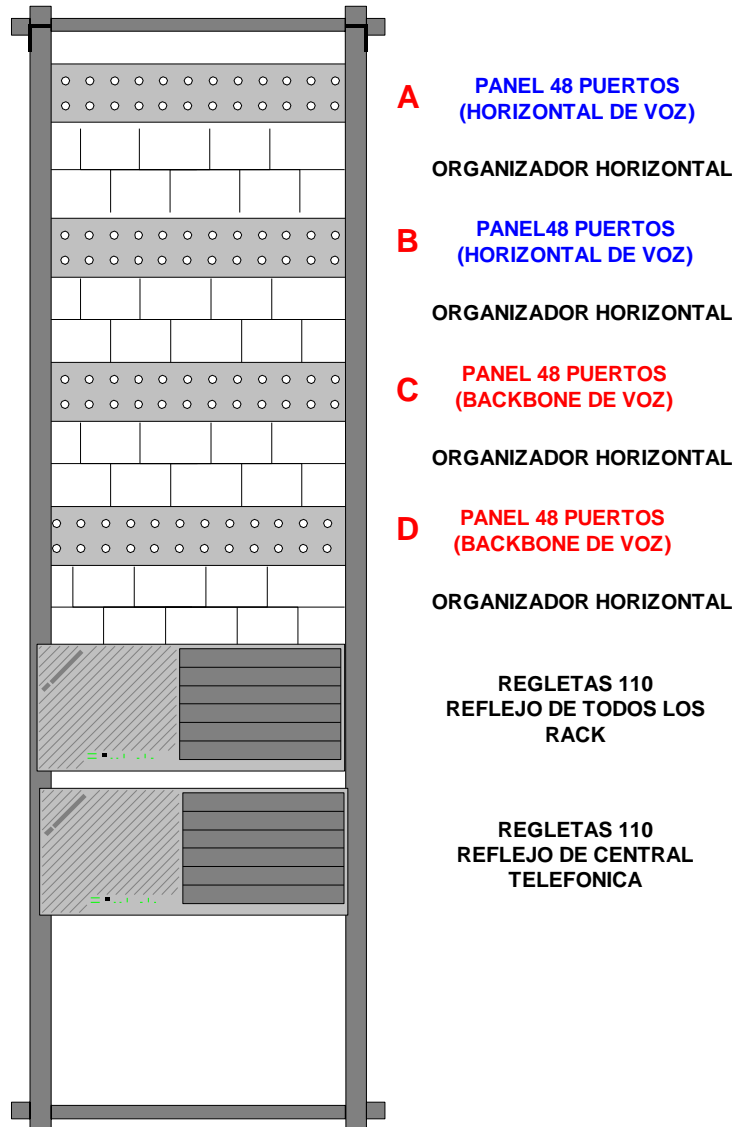 A
PANEL 48 PUERTOS
(HORIZONTAL DE VOZ)
ORGANIZADOR HORIZONTAL
B
PANEL48 PUERTOS
(HORIZONTAL DE VOZ)
ORGANIZADOR HORIZONTAL
C
PANEL 48 PUERTOS
(BACKBONE DE VOZ)
ORGANIZADOR HORIZONTAL
D
PANEL 48 PUERTOS
(BACKBONE DE VOZ)
ORGANIZADOR HORIZONTAL
REGLETAS 110
REFLEJO DE TODOS LOS
RACK
REGLETAS 110
REFLEJO DE CENTRAL
TELEFONICA